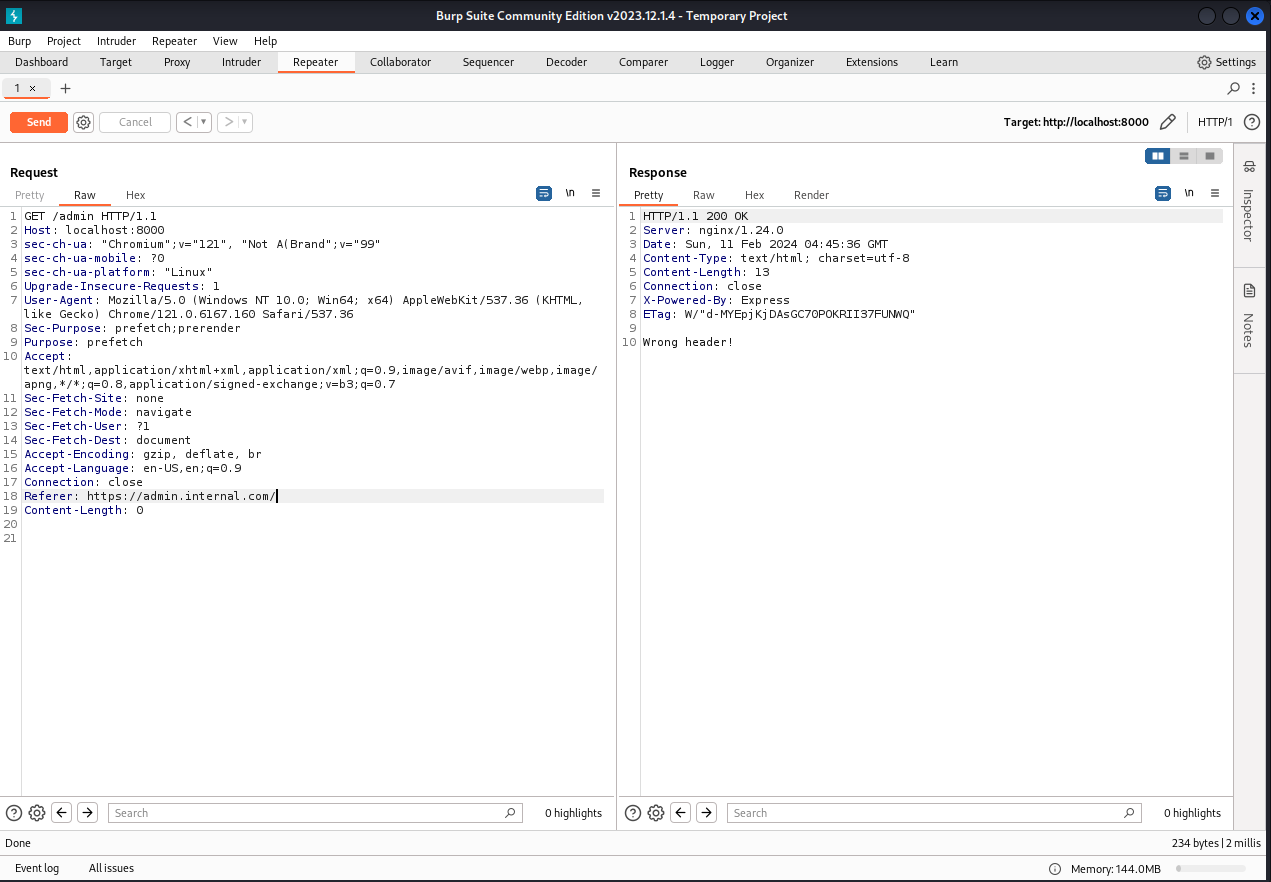 Burp Suite Community Edition v2023.12.1.4 - Temporary Project
Burp Project Intruder Repeater View Help
Dashboard Target Proxy Intruder Repeater Collaborator Sequencer Decoder Comparer Logger Organizer Extensions Learn Settings
1 × +
Send Cancel < > Target: http://localhost:8000 HTTP/1 ?
Request
Pretty Raw Hex \n
1 GET /admin HTTP/1.1
2 Host: localhost:8000
3 sec-ch-ua: "Chromium";v="121", "Not A(Brand";v="99"
4 sec-ch-ua-mobile: ?0
5 sec-ch-ua-platform: "Linux"
6 Upgrade-Insecure-Requests: 1
7 User-Agent: Mozilla/5.0 (Windows NT 10.0; Win64; x64) AppleWebKit/537.36 (KHTML,
like Gecko) Chrome/121.0.6167.160 Safari/537.36
8 Sec-Purpose: prefetch;prerender
9 Purpose: prefetch
10 Accept:
text/html,application/xhtml+xml,application/xml;q=0.9,image/avif,image/webp,image/
apng,*/*;q=0.8,application/signed-exchange;v=b3;q=0.7
11 Sec-Fetch-Site: none
12 Sec-Fetch-Mode: navigate
13 Sec-Fetch-User: ?1
14 Sec-Fetch-Dest: document
15 Accept-Encoding: gzip, deflate, br
16 Accept-Language: en-US,en;q=0.9
17 Connection: close
18 Referer: https://admin.internal.com/
19 Content-Length: 0
20
21
Search 0 highlights
Response
Pretty Raw Hex Render \n
1 HTTP/1.1 200 OK
2 Server: nginx/1.24.0
3 Date: Sun, 11 Feb 2024 04:45:36 GMT
4 Content-Type: text/html; charset=utf-8
5 Content-Length: 13
6 Connection: close
7 X-Powered-By: Express
8 ETag: W/"d-MYEpjKjDAsGC70POKRII37FUNWQ"
9
10 Wrong header!
Search 0 highlights
Inspector
Notes
Done 234 bytes | 2 millis
Event log All issues Memory: 144.0MB